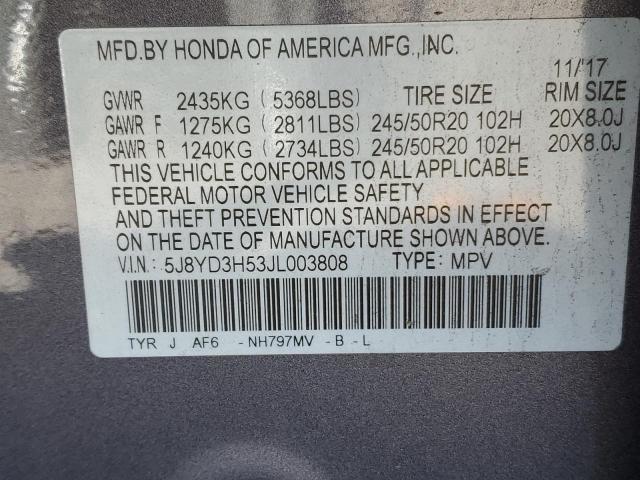 MFD.BY HONDA OF AMERICA MFG.,INC.
11/'17
GVWR 2435KG (5368LBS) TIRE SIZE RIM SIZE
GAWR F 1275KG (2811LBS) 245/50R20 102H 20X8.0J
GAWR R 1240KG (2734LBS) 245/50R20 102H 20X8.0J
THIS VEHICLE CONFORMS TO ALL APPLICABLE
FEDERAL MOTOR VEHICLE SAFETY
AND THEFT PREVENTION STANDARDS IN EFFECT
ON THE DATE OF MANUFACTURE SHOWN ABOVE.
V.I.N.: 5J8YD3H53JL003808 TYPE: MPV
TYR J AF6 -NH797MV -B -L